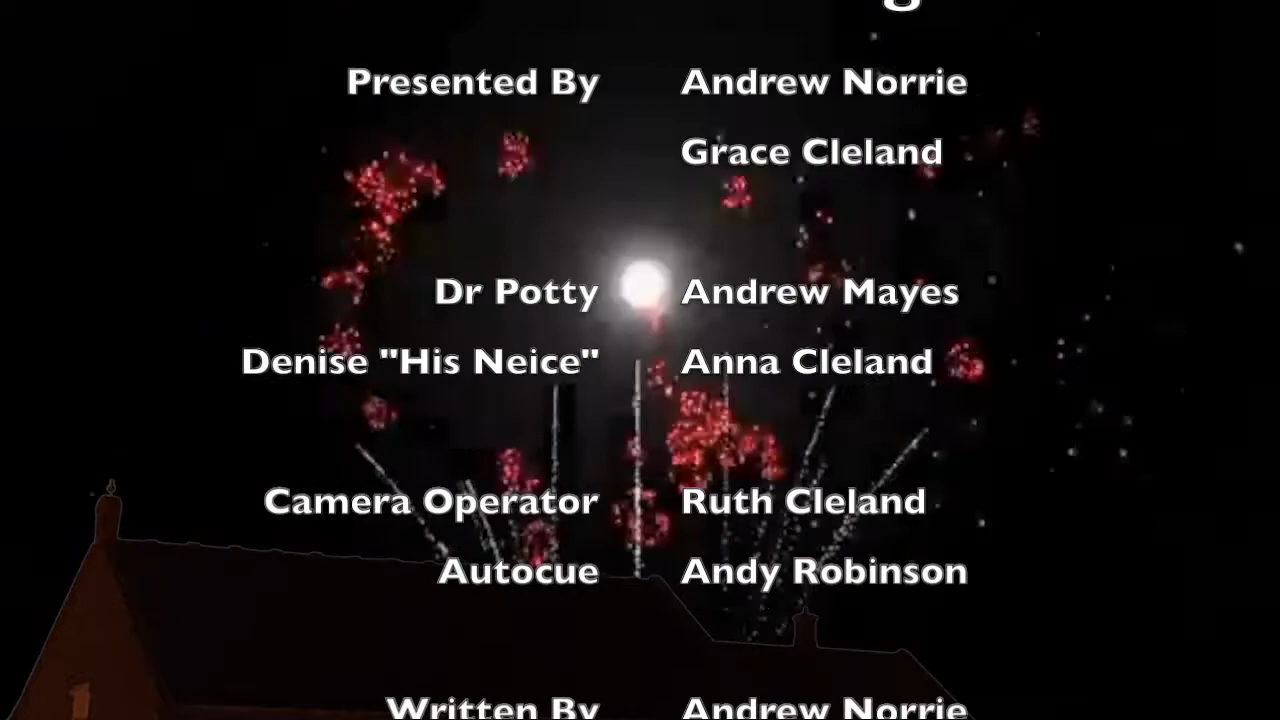 Presented By Andrew Norrie
Grace Cleland
Dr Potty Andrew Mayes
Denise "His Neice" Anna Cleland
Camera Operator Ruth Cleland
Autocue Andy Robinson
Written By Andrew Norrie